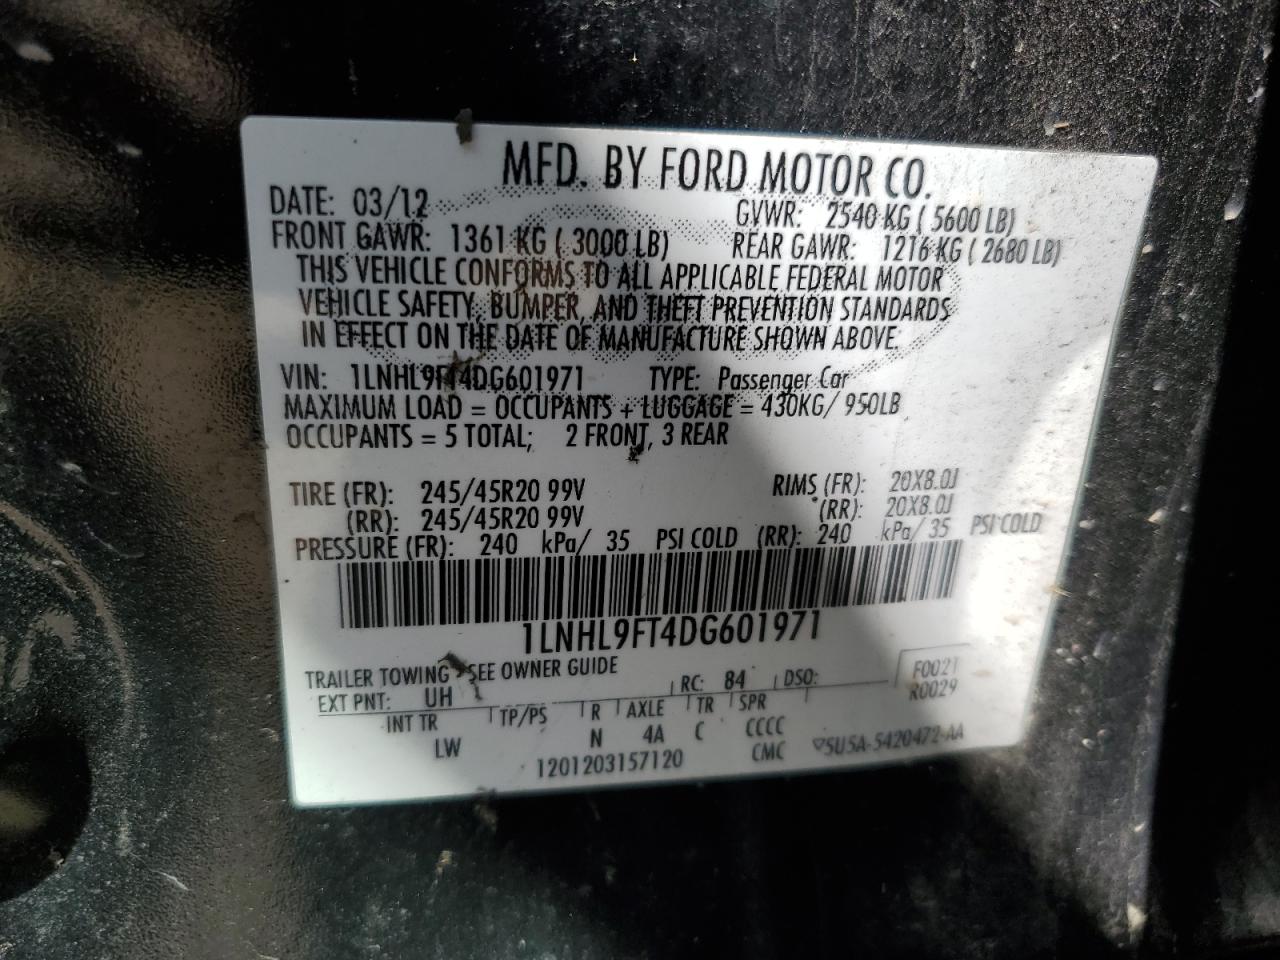 MFD. BY FORD MOTOR CO.
DATE: 03/12 GVWR: 2540 KG ( 5600 LB)
FRONT GAWR: 1361 KG ( 3000 LB) REAR GAWR: 1216 KG ( 2680 LB)
THIS VEHICLE CONFORMS TO ALL APPLICABLE FEDERAL MOTOR
VEHICLE SAFETY, BUMPER, AND THEFT PREVENTION STANDARDS
IN EFFECT ON THE DATE OF MANUFACTURE SHOWN ABOVE.
VIN: 1LNHL9FT4DG601971 TYPE: Passenger Car
MAXIMUM LOAD = OCCUPANTS + LUGGAGE = 430KG/ 950LB
OCCUPANTS = 5 TOTAL; 2 FRONT, 3 REAR
TIRE (FR): 245/45R20 99V RIMS (FR): 20X8.0J
(RR): 245/45R20 99V (RR): 20X8.0J
PRESSURE (FR): 240 kPa/ 35 PSI COLD (RR): 240 kPa/ 35 PSI COLD
1LNHL9FT4DG601971
TRAILER TOWING - SEE OWNER GUIDE F0021
EXT PNT: UH RC: 84 DSO: R0029
INT TR TP/PS R AXLE TR SPR
LW N 4A C CCCC
1201203157120 CMC 5U5A-5420472-AA